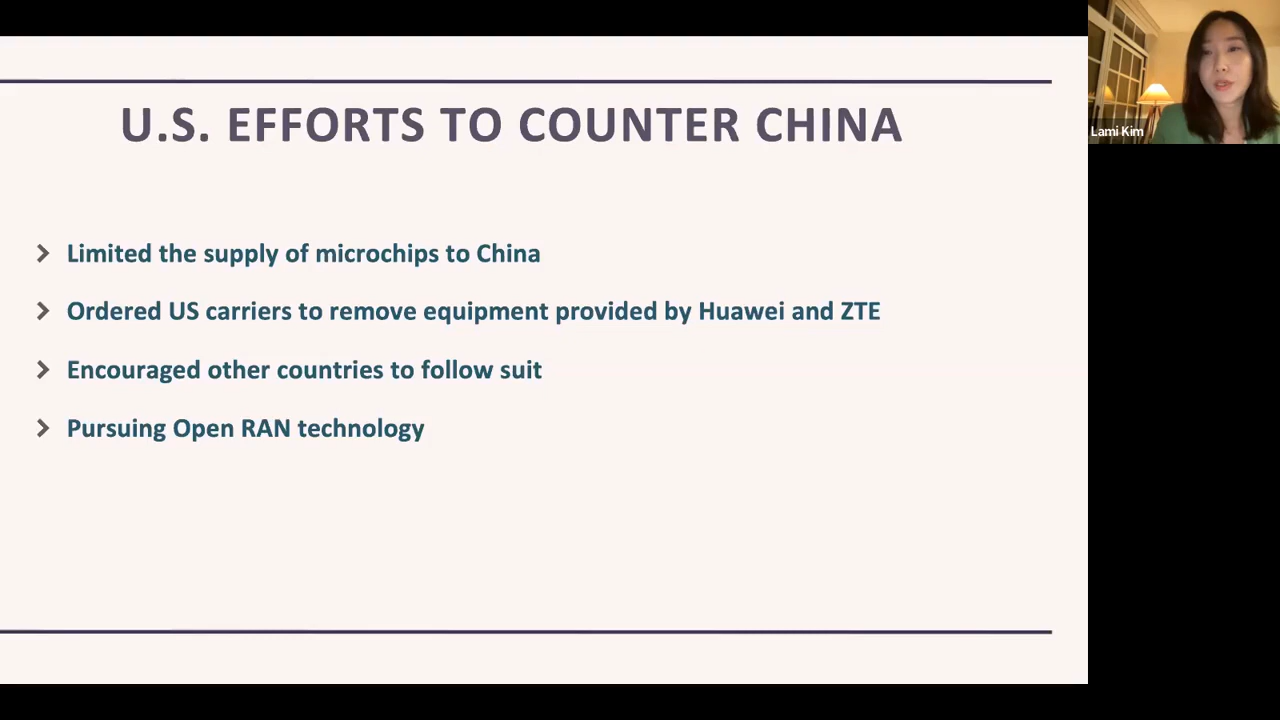 U.S. EFFORTS TO COUNTER CHINA
Limited the supply of microchips to China
Ordered US carriers to remove equipment provided by Huawei and ZTE
Encouraged other countries to follow suit
Pursuing Open RAN technology
Lami Kim